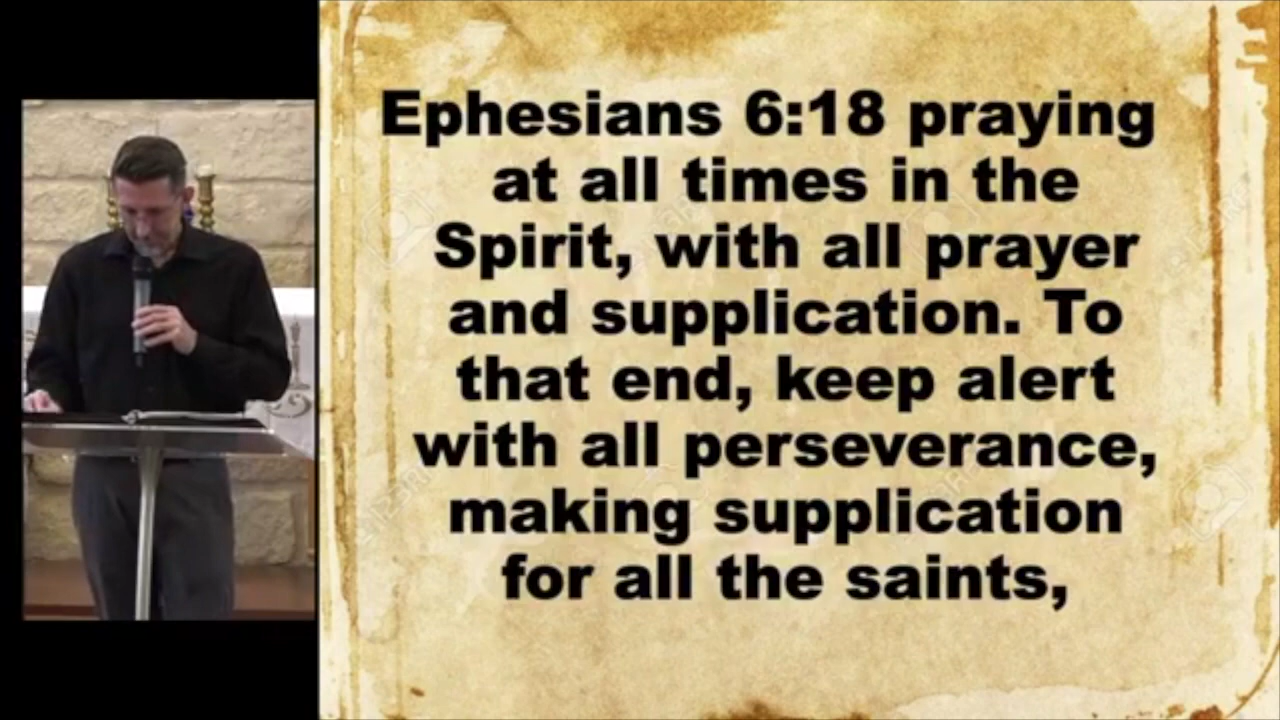 Ephesians 6:18 praying
at all times in the
Spirit, with all prayer
and supplication. To
that end, keep alert
with all perseverance,
making supplication
for all the saints,